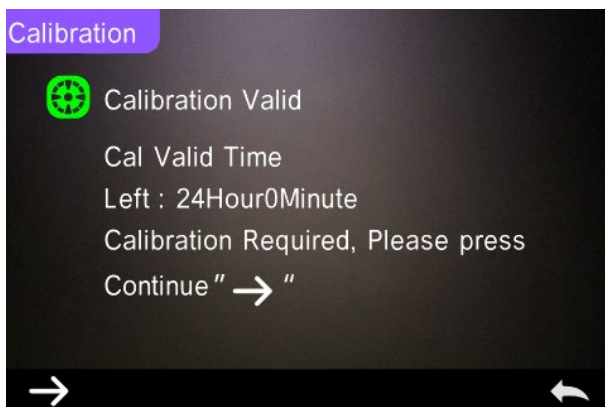 Calibration
Calibration Valid
Cal Valid Time
Left : 24Hour0Minute
Calibration Required, Please press
Continue" → "